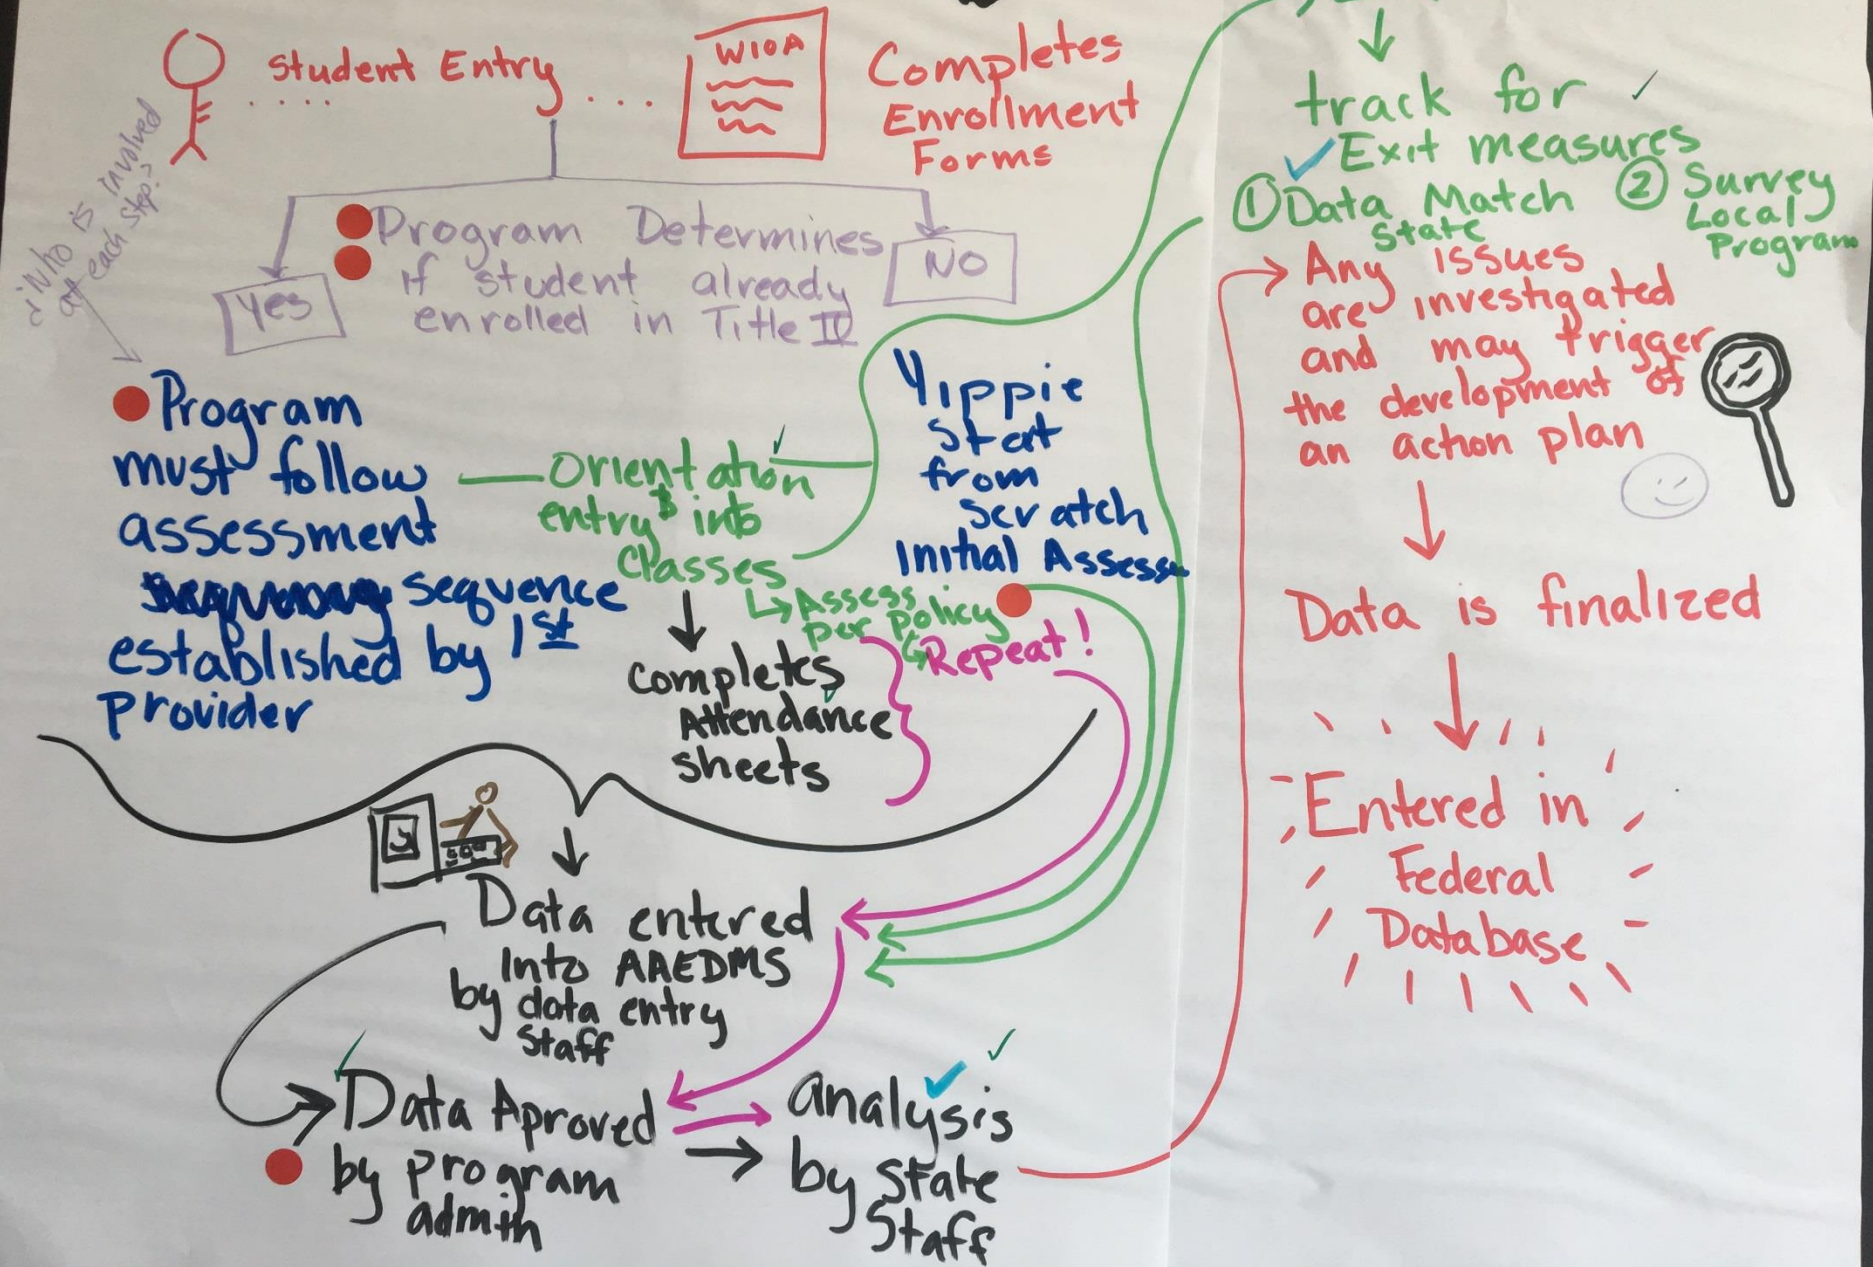 Student Entry
WIOA
Completes
Enrollment
Forms
¿Who is involved
at each step?
Program Determines
if student already
enrolled in Title II
Yes
NO
Program
must follow
assessment
sequence
established by 1st
Provider
Orientation
entry into
Classes
Assess
per policy
Repeat!
Yippie
Stat
from
Scratch
Initial Assess
Completes
Attendance
sheets
Data entered
Into AAEDMS
by data entry
Staff
Data Aproved
by program
admin
analysis
by State
Staff
track for
Exit measures
① Data Match
State
② Survey
Local
Program
Any issues
are investigated
and may trigger
the development of
an action plan
Data is finalized
Entered in
Federal
Database